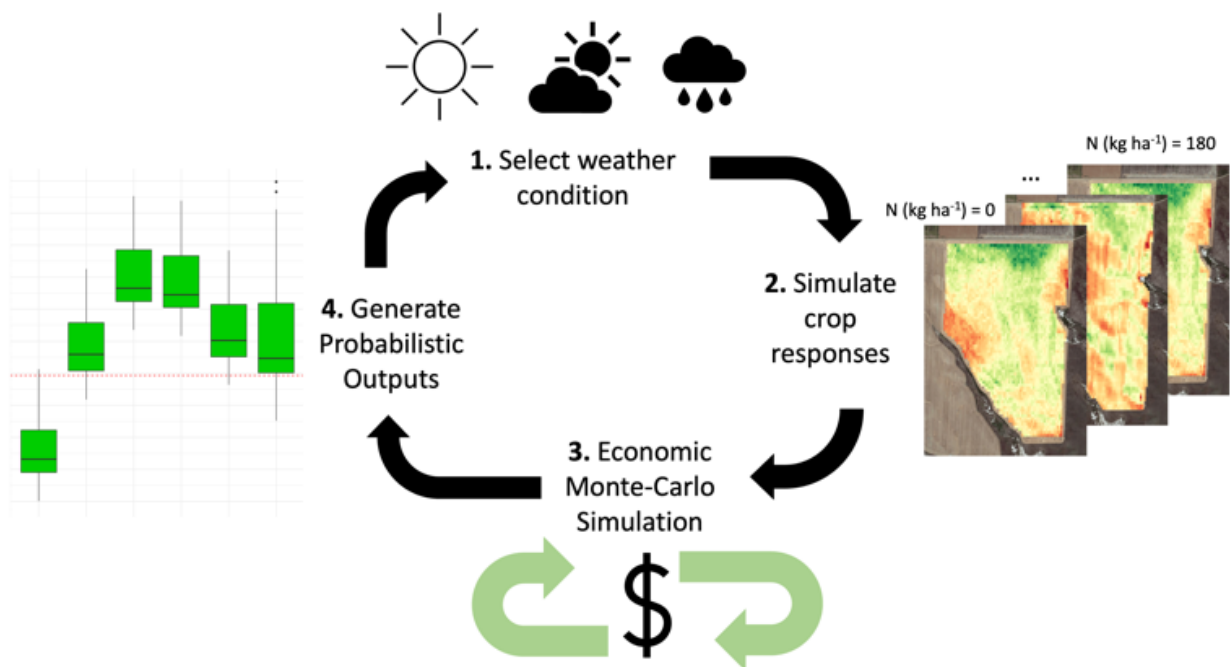 1. Select weather
condition
N (kg ha⁻¹) = 180
...
N (kg ha⁻¹) = 0
2. Simulate
crop
responses
3. Economic
Monte-Carlo
Simulation
$
4. Generate
Probabilistic
Outputs